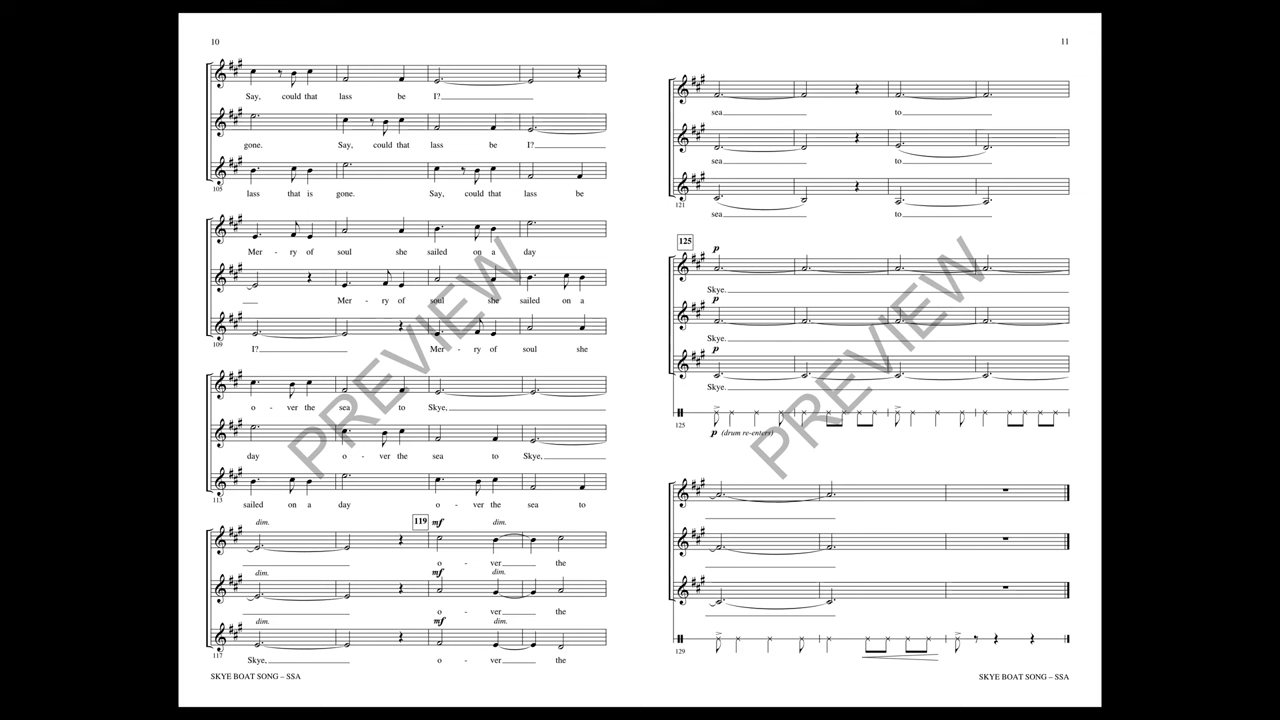 10
Say, could that lass be I?
gone. Say, could that lass be I?
105
lass that is gone. Say, could that lass be
Mer - ry of soul she sailed on a day
Mer - ry of soul she sailed on a
109
I? Mer - ry of soul she
o - ver the sea to Skye,
day o - ver the sea to Skye,
113
sailed on a day o - ver the sea to
dim. 119 mf dim.
o - ver the
dim. mf dim.
o - ver the
dim. mf dim.
117
Skye, o - ver the
SKYE BOAT SONG – SSA
11
sea to
sea to
121
sea to
125
p
Skye.
p
Skye.
p
Skye.
125
p (drum re-enters)
129
SKYE BOAT SONG – SSA
PREVIEW
PREVIEW